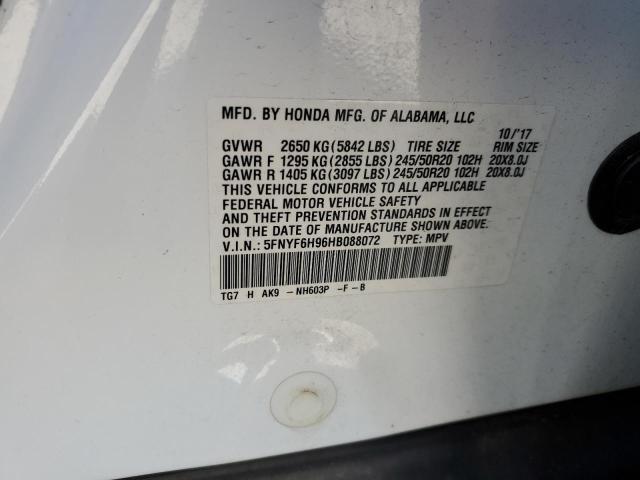 MFD. BY HONDA MFG. OF ALABAMA, LLC
10/'17
GVWR 2650 KG(5842 LBS) TIRE SIZE RIM SIZE
GAWR F 1295 KG(2855 LBS) 245/50R20 102H 20X8.0J
GAWR R 1405 KG(3097 LBS) 245/50R20 102H 20X8.0J
THIS VEHICLE CONFORMS TO ALL APPLICABLE
FEDERAL MOTOR VEHICLE SAFETY
AND THEFT PREVENTION STANDARDS IN EFFECT
ON THE DATE OF MANUFACTURE SHOWN ABOVE.
V.I.N.: 5FNYF6H96HB088072 TYPE: MPV
TG7 H AK9 -NH603P -F-B